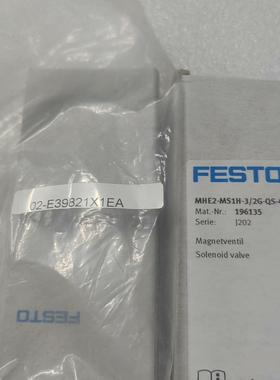 02-E39821X1EA
FESTO
FESTO
MHE2-MS1H-3/2G-QS-
Mat.-Nr.: 196135
Serie: J202
Magnetventil
Solenoid valve